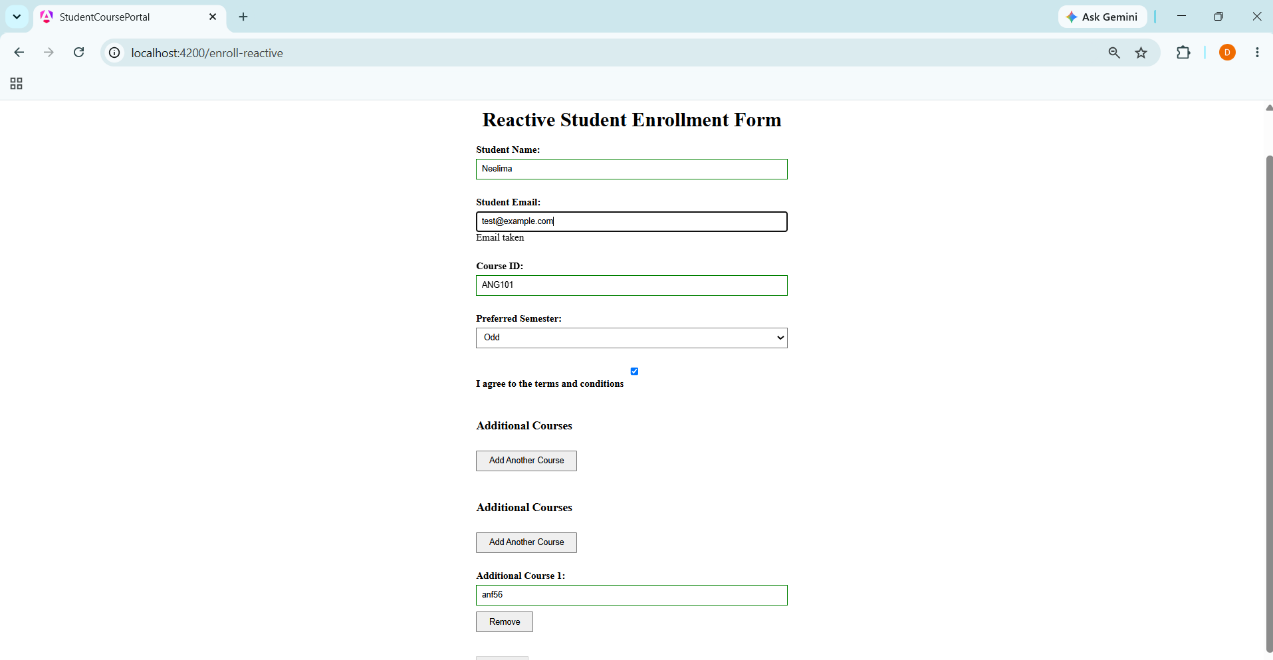 StudentCoursePortal
Ask Gemini
localhost:4200/enroll-reactive
D
Reactive Student Enrollment Form
Student Name:
Neelima
Student Email:
test@example.com
Email taken
Course ID:
ANG101
Preferred Semester:
Odd
I agree to the terms and conditions
Additional Courses
Add Another Course
Additional Courses
Add Another Course
Additional Course 1:
anf56
Remove